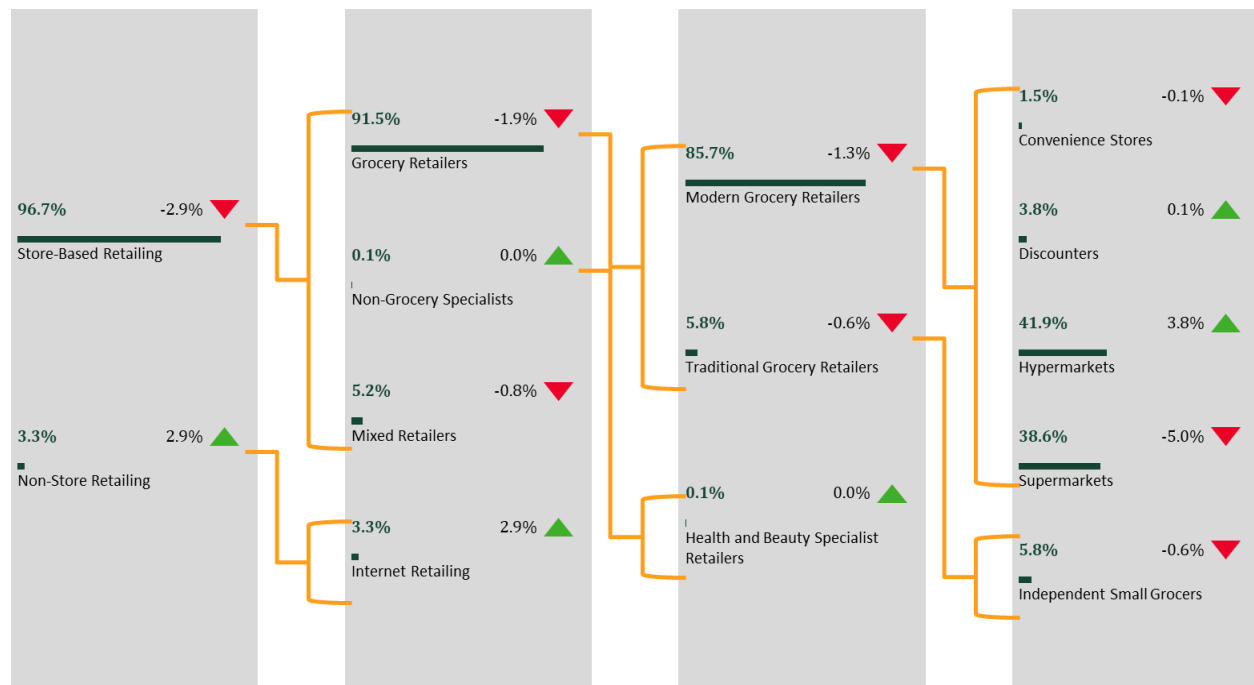 96.7% -2.9%
Store-Based Retailing
3.3% 2.9%
Non-Store Retailing
91.5% -1.9%
Grocery Retailers
0.1% 0.0%
Non-Grocery Specialists
5.2% -0.8%
Mixed Retailers
3.3% 2.9%
Internet Retailing
85.7% -1.3%
Modern Grocery Retailers
5.8% -0.6%
Traditional Grocery Retailers
0.1% 0.0%
Health and Beauty Specialist
Retailers
1.5% -0.1%
Convenience Stores
3.8% 0.1%
Discounters
41.9% 3.8%
Hypermarkets
38.6% -5.0%
Supermarkets
5.8% -0.6%
Independent Small Grocers